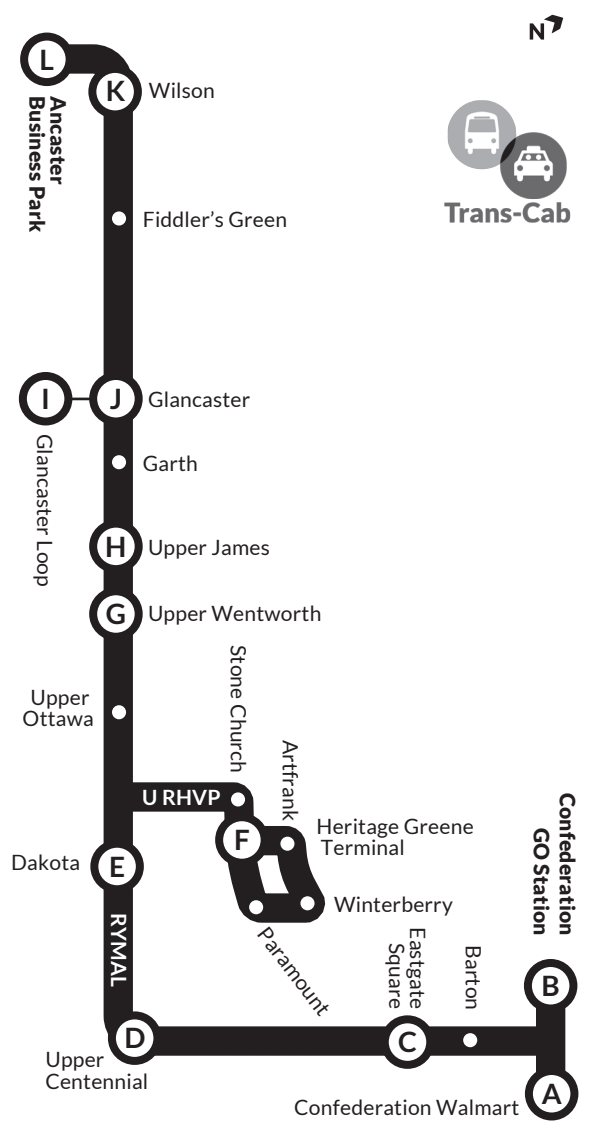 N
L
Ancaster
Business Park
K
Wilson
Trans-Cab
Fiddler's Green
I
Glancaster Loop
J
Glancaster
Garth
H
Upper James
G
Upper Wentworth
Upper
Ottawa
Stone Church
Artfrank
U RHVP
F
Heritage Greene
Terminal
Dakota
E
Winterberry
Paramount
RYMAL
Confederation
GO Station
Eastgate
Square
Barton
B
D
Upper
Centennial
C
A
Confederation Walmart